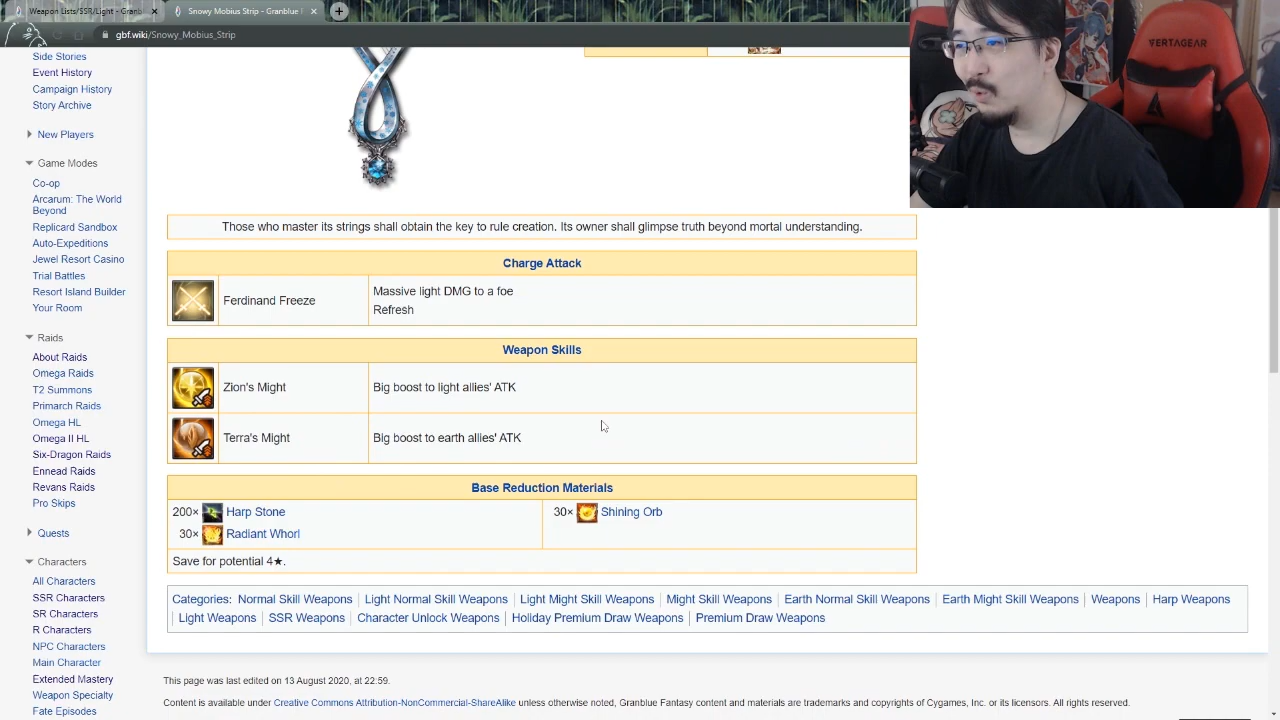 Weapon Lists/SSR/Light - Granbl
Snowy Mobius Strip - Granblue F
gbf.wiki/Snowy_Mobius_Strip
VERTAGEAR
Side Stories
Event History
Campaign History
Story Archive
New Players
Game Modes
Co-op
Arcarum: The World
Beyond
Replicard Sandbox
Auto-Expeditions
Jewel Resort Casino
Trial Battles
Resort Island Builder
Your Room
Raids
About Raids
Omega Raids
T2 Summons
Primarch Raids
Omega HL
Omega II HL
Six-Dragon Raids
Ennead Raids
Revans Raids
Pro Skips
Quests
Characters
All Characters
SSR Characters
SR Characters
R Characters
NPC Characters
Main Character
Extended Mastery
Weapon Specialty
Fate Episodes
Those who master its strings shall obtain the key to rule creation. Its owner shall glimpse truth beyond mortal understanding.
Charge Attack
Ferdinand Freeze
Massive light DMG to a foe
Refresh
Weapon Skills
Zion's Might
Big boost to light allies' ATK
Terra's Might
Big boost to earth allies' ATK
Base Reduction Materials
200× Harp Stone
30× Shining Orb
30× Radiant Whorl
Save for potential 4★.
Categories: Normal Skill Weapons | Light Normal Skill Weapons | Light Might Skill Weapons | Might Skill Weapons | Earth Normal Skill Weapons | Earth Might Skill Weapons | Weapons | Harp Weapons
| Light Weapons | SSR Weapons | Character Unlock Weapons | Holiday Premium Draw Weapons | Premium Draw Weapons
This page was last edited on 13 August 2020, at 22:59.
Content is available under Creative Commons Attribution-NonCommercial-ShareAlike unless otherwise noted, Granblue Fantasy content and materials are trademarks and copyrights of Cygames, Inc. or its licensors. All rights reserved.